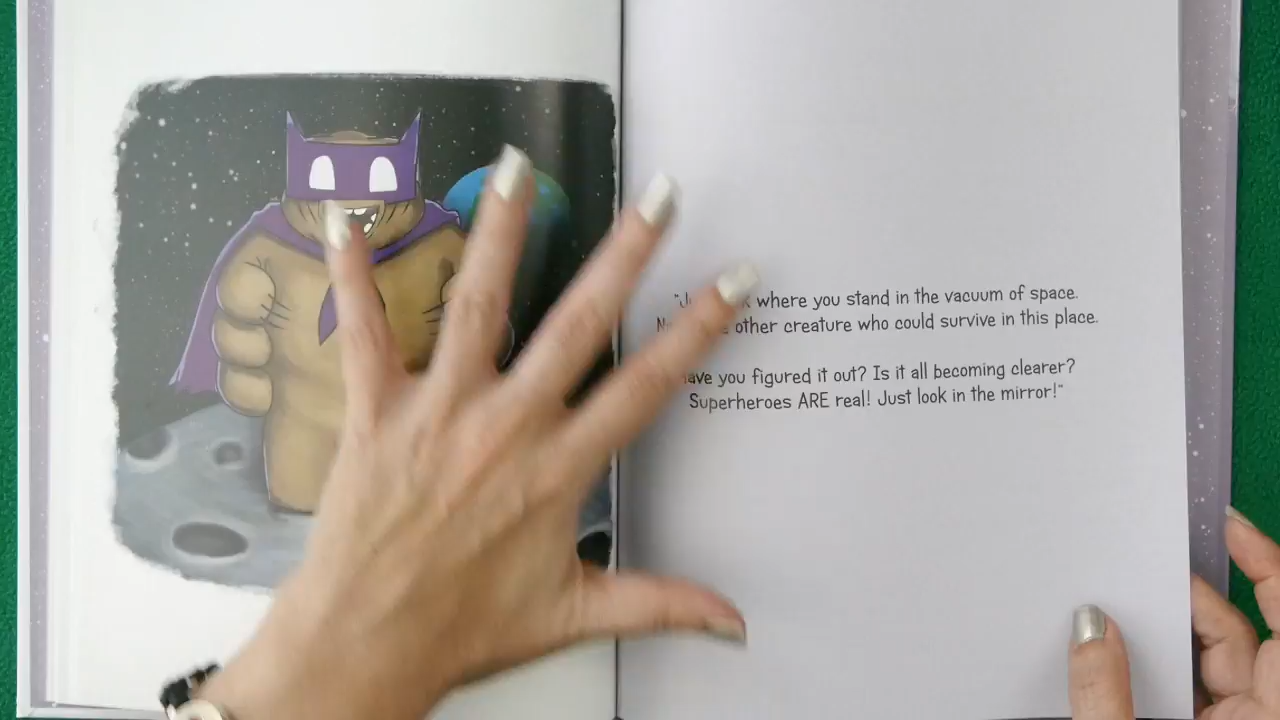 where you stand in the vacuum of space.
other creature who could survive in this place.
you figured it out? Is it all becoming clearer?
Superheroes ARE real! Just look in the mirror!"